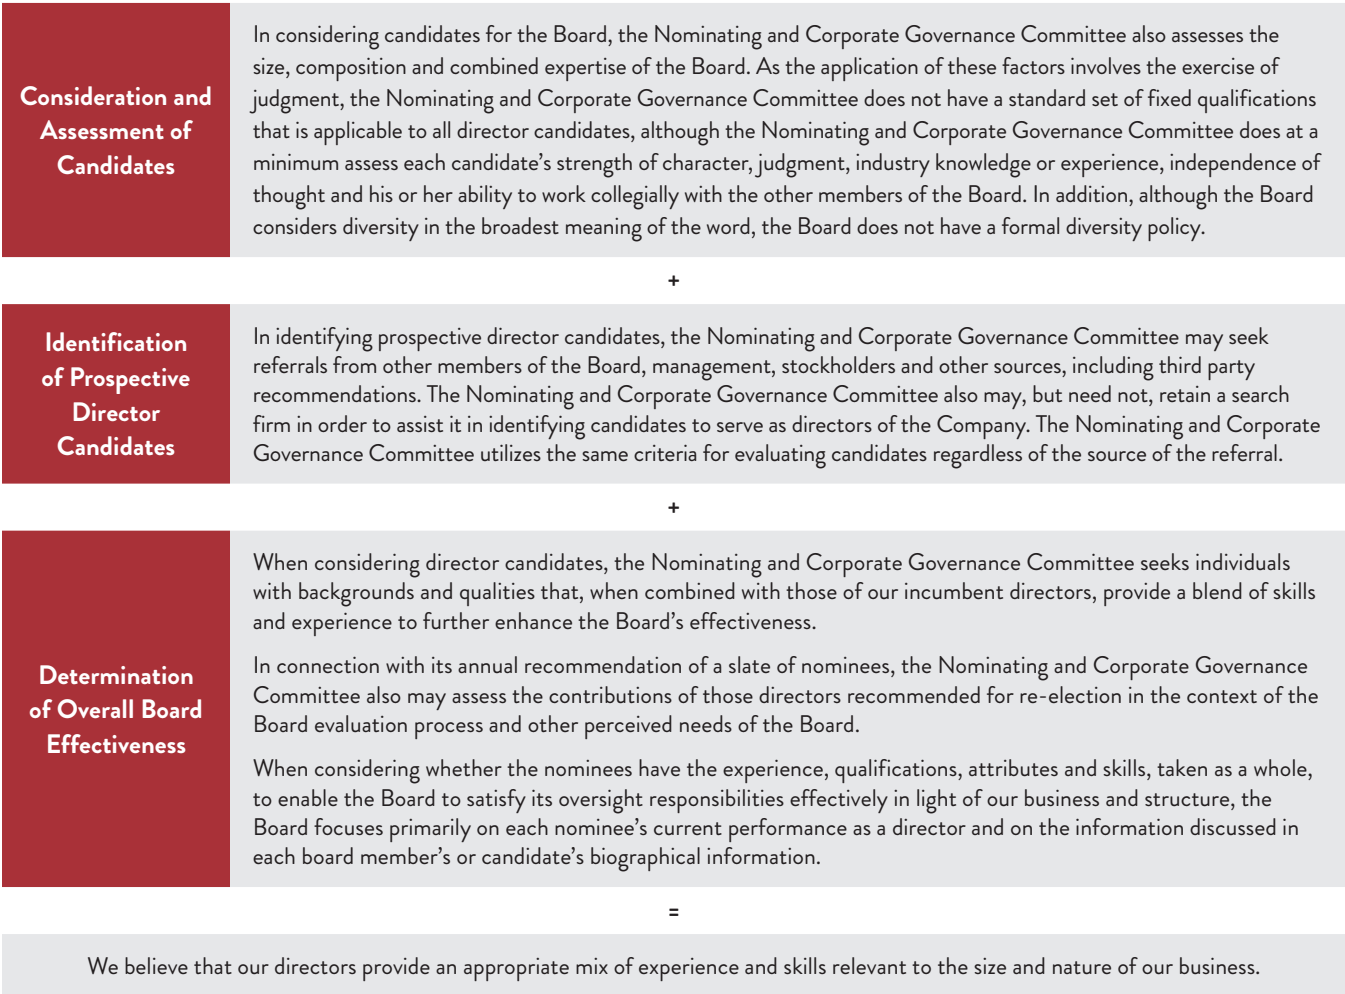 Consideration and
Assessment of
Candidates
In considering candidates for the Board, the Nominating and Corporate Governance Committee also assesses the
size, composition and combined expertise of the Board. As the application of these factors involves the exercise of
judgment, the Nominating and Corporate Governance Committee does not have a standard set of fixed qualifications
that is applicable to all director candidates, although the Nominating and Corporate Governance Committee does at a
minimum assess each candidate’s strength of character, judgment, industry knowledge or experience, independence of
thought and his or her ability to work collegially with the other members of the Board. In addition, although the Board
considers diversity in the broadest meaning of the word, the Board does not have a formal diversity policy.
+
Identification
of Prospective
Director
Candidates
In identifying prospective director candidates, the Nominating and Corporate Governance Committee may seek
referrals from other members of the Board, management, stockholders and other sources, including third party
recommendations. The Nominating and Corporate Governance Committee also may, but need not, retain a search
firm in order to assist it in identifying candidates to serve as directors of the Company. The Nominating and Corporate
Governance Committee utilizes the same criteria for evaluating candidates regardless of the source of the referral.
+
Determination
of Overall Board
Effectiveness
When considering director candidates, the Nominating and Corporate Governance Committee seeks individuals
with backgrounds and qualities that, when combined with those of our incumbent directors, provide a blend of skills
and experience to further enhance the Board’s effectiveness.
In connection with its annual recommendation of a slate of nominees, the Nominating and Corporate Governance
Committee also may assess the contributions of those directors recommended for re-election in the context of the
Board evaluation process and other perceived needs of the Board.
When considering whether the nominees have the experience, qualifications, attributes and skills, taken as a whole,
to enable the Board to satisfy its oversight responsibilities effectively in light of our business and structure, the
Board focuses primarily on each nominee’s current performance as a director and on the information discussed in
each board member’s or candidate’s biographical information.
=
We believe that our directors provide an appropriate mix of experience and skills relevant to the size and nature of our business.